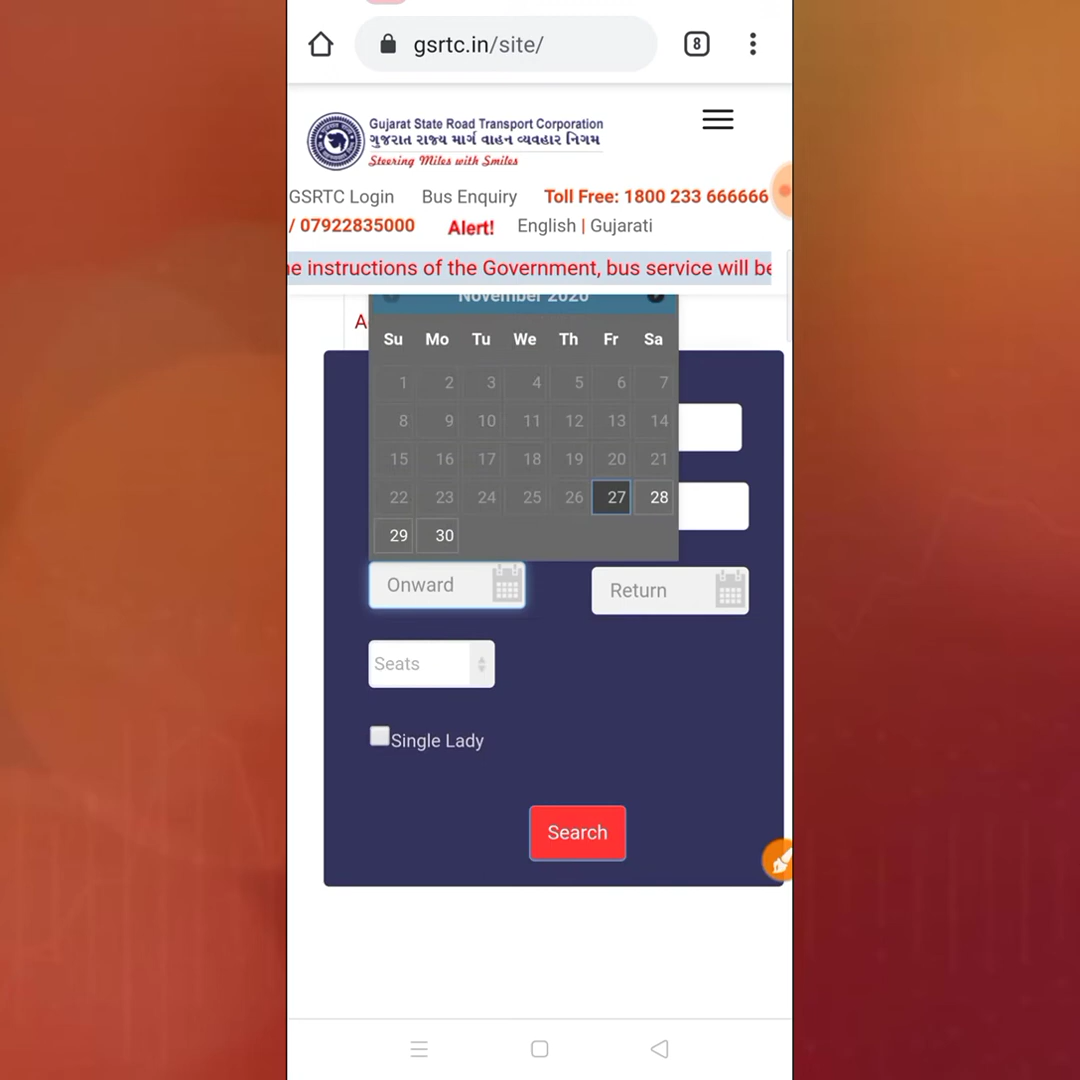 gsrtc.in/site/
8
Gujarat State Road Transport Corporation
ગુજરાત રાજ્ય માર્ગ વાહન વ્યવહાર નિગમ
Steering Miles with Smiles
GSRTC Login Bus Enquiry Toll Free: 1800 233 666666
/ 07922835000 Alert! English | Gujarati
instructions of the Government, bus service will be
November 2020
A
Su Mo Tu We Th Fr Sa
1 2 3 4 5 6 7
8 9 10 11 12 13 14
15 16 17 18 19 20 21
22 23 24 25 26 27 28
29 30
Onward Return
Seats
Single Lady
Search